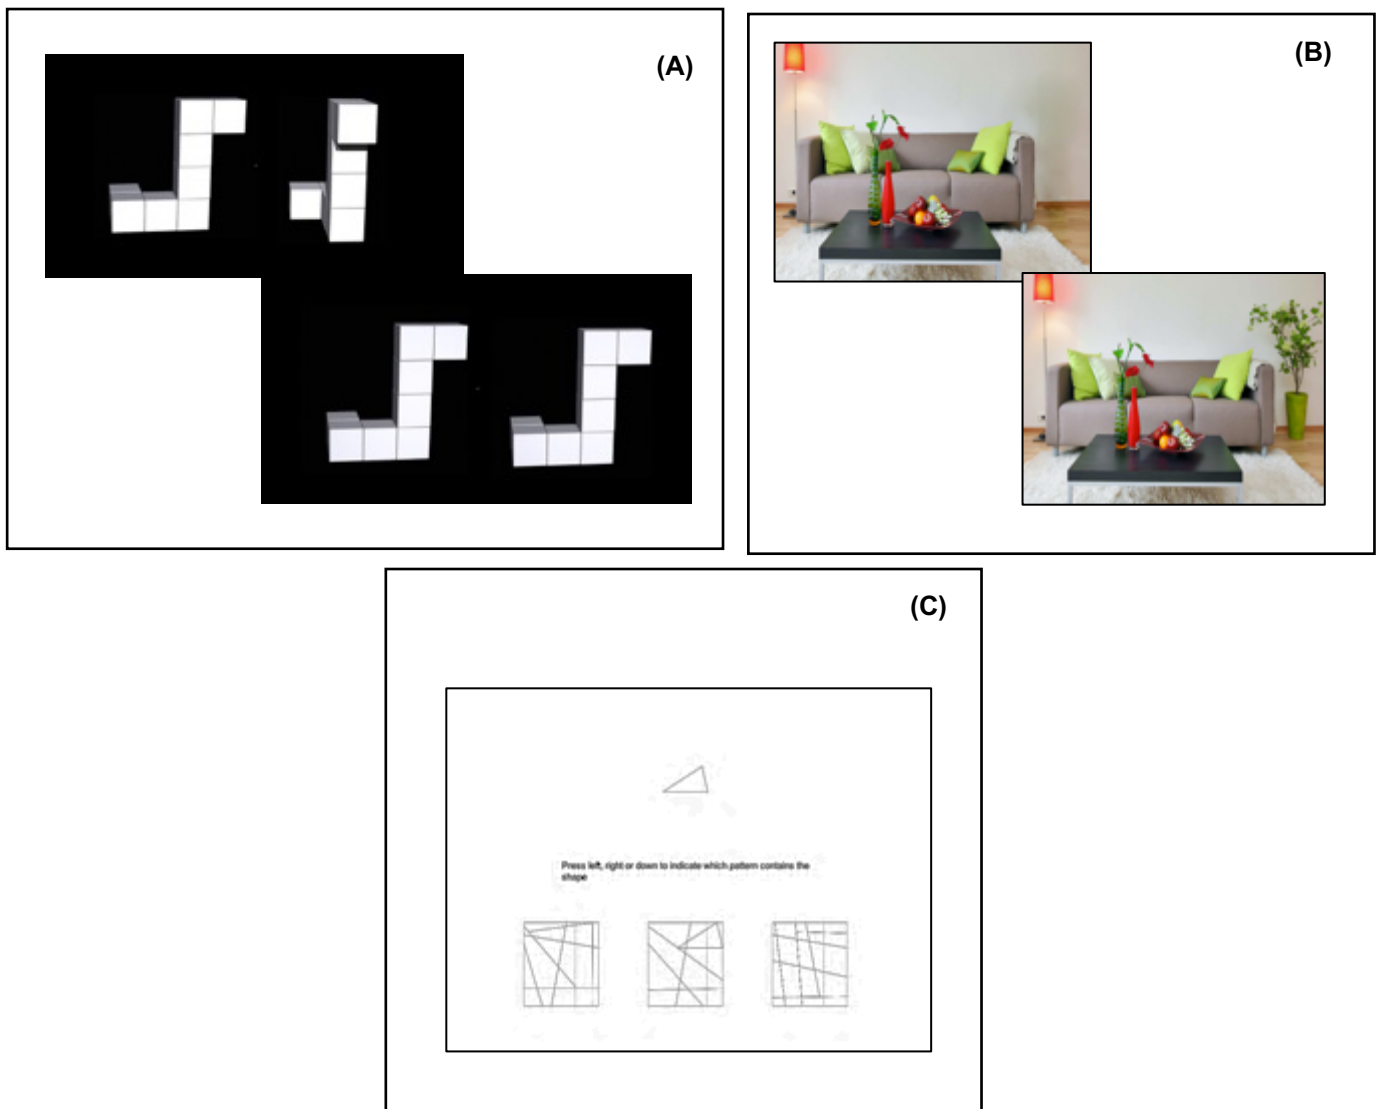 (A)
(B)
(C)
Press left, right or down to indicate which pattern contains the
shape